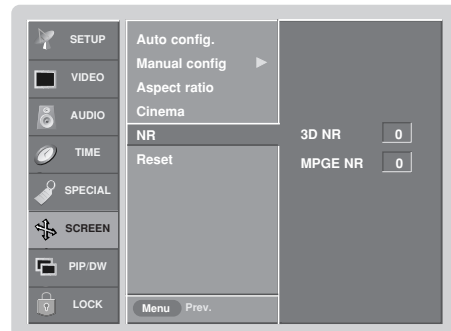 SETUP
VIDEO
AUDIO
TIME
SPECIAL
SCREEN
PIP/DW
LOCK
Auto config.
Manual config ▶
Aspect ratio
Cinema
NR
Reset
3D NR 0
MPGE NR 0
Menu Prev.